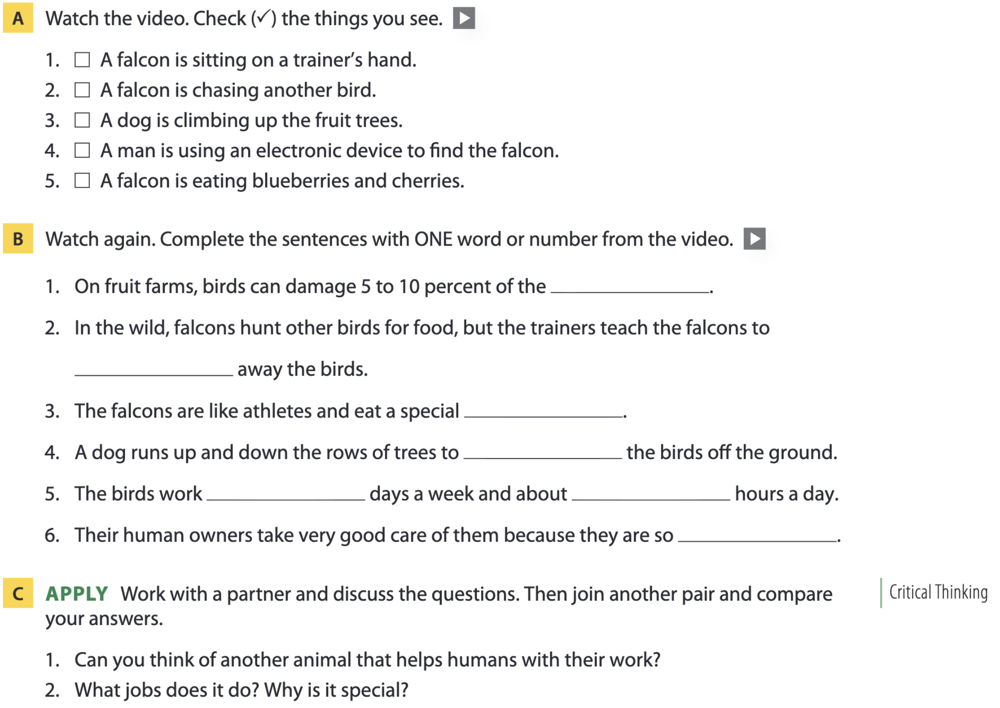 A Watch the video. Check (✓) the things you see.
1. □ A falcon is sitting on a trainer's hand.
2. □ A falcon is chasing another bird.
3. □ A dog is climbing up the fruit trees.
4. □ A man is using an electronic device to find the falcon.
5. □ A falcon is eating blueberries and cherries.
B Watch again. Complete the sentences with ONE word or number from the video.
1. On fruit farms, birds can damage 5 to 10 percent of the ________________.
2. In the wild, falcons hunt other birds for food, but the trainers teach the falcons to
________________ away the birds.
3. The falcons are like athletes and eat a special ________________.
4. A dog runs up and down the rows of trees to ________________ the birds off the ground.
5. The birds work ________________ days a week and about ________________ hours a day.
6. Their human owners take very good care of them because they are so ________________.
C APPLY Work with a partner and discuss the questions. Then join another pair and compare
your answers.
Critical Thinking
1. Can you think of another animal that helps humans with their work?
2. What jobs does it do? Why is it special?